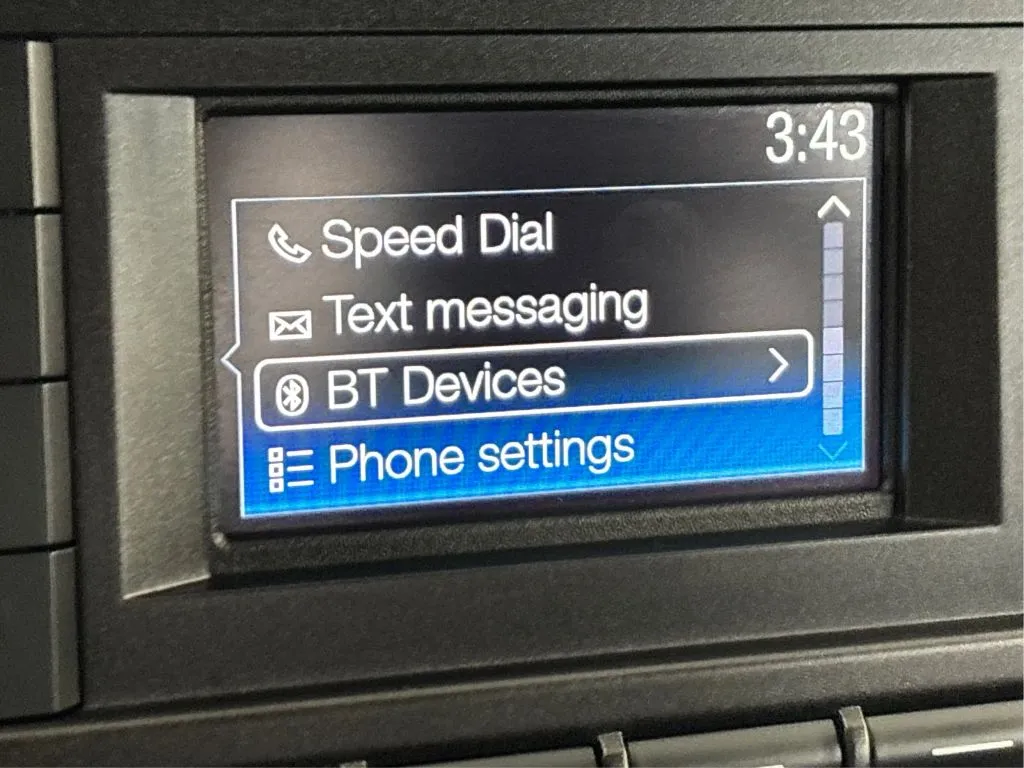 3:43
Speed Dial
Text messaging
BT Devices
Phone settings